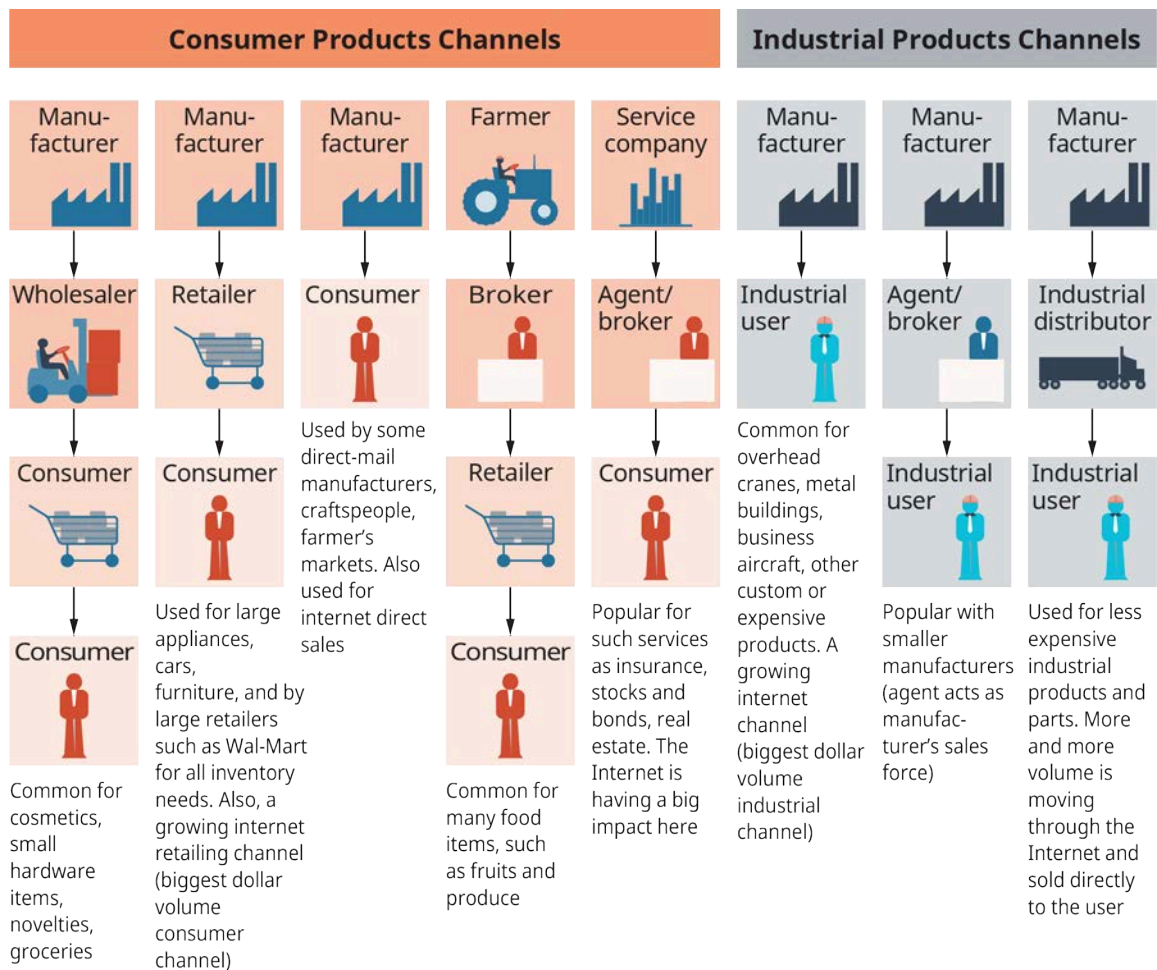 Consumer Products Channels
Industrial Products Channels
Manu-
facturer
Wholesaler
Consumer
Consumer
Common for
cosmetics,
small
hardware
items,
novelties,
groceries
Manu-
facturer
Retailer
Consumer
Used for large
appliances,
cars,
furniture, and by
large retailers
such as Wal-Mart
for all inventory
needs. Also, a
growing internet
retailing channel
(biggest dollar
volume
consumer
channel)
Manu-
facturer
Consumer
Used by some
direct-mail
manufacturers,
craftspeople,
farmer’s
markets. Also
used for
internet direct
sales
Farmer
Broker
Retailer
Consumer
Common for
many food
items, such
as fruits and
produce
Service
company
Agent/
broker
Consumer
Popular for
such services
as insurance,
stocks and
bonds, real
estate. The
Internet is
having a big
impact here
Manu-
facturer
Industrial
user
Common for
overhead
cranes, metal
buildings,
business
aircraft, other
custom or
expensive
products. A
growing
internet
channel
(biggest dollar
volume
industrial
channel)
Manu-
facturer
Agent/
broker
Industrial
user
Popular with
smaller
manufacturers
(agent acts as
manufac-
turer’s sales
force)
Manu-
facturer
Industrial
distributor
Industrial
user
Used for less
expensive
industrial
products and
parts. More
and more
volume is
moving
through the
Internet and
sold directly
to the user